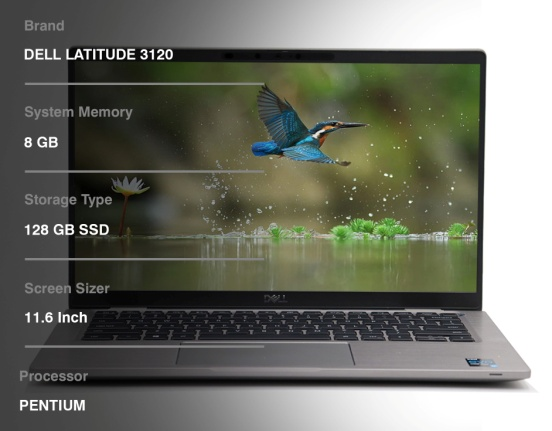 Brand
DELL LATITUDE 3120
System Memory
8 GB
Storage Type
128 GB SSD
Screen Sizer
11.6 Inch
DELL
Processor
PENTIUM